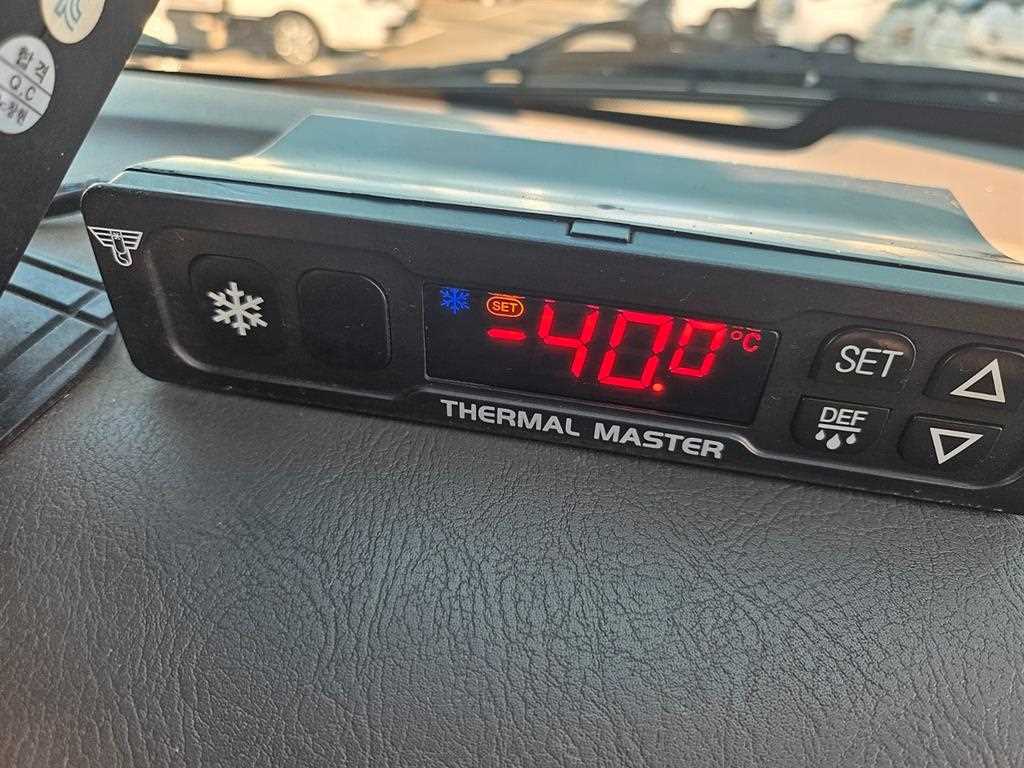 합격
Q.C
SET
-40.0 °C
SET
DEF
THERMAL MASTER